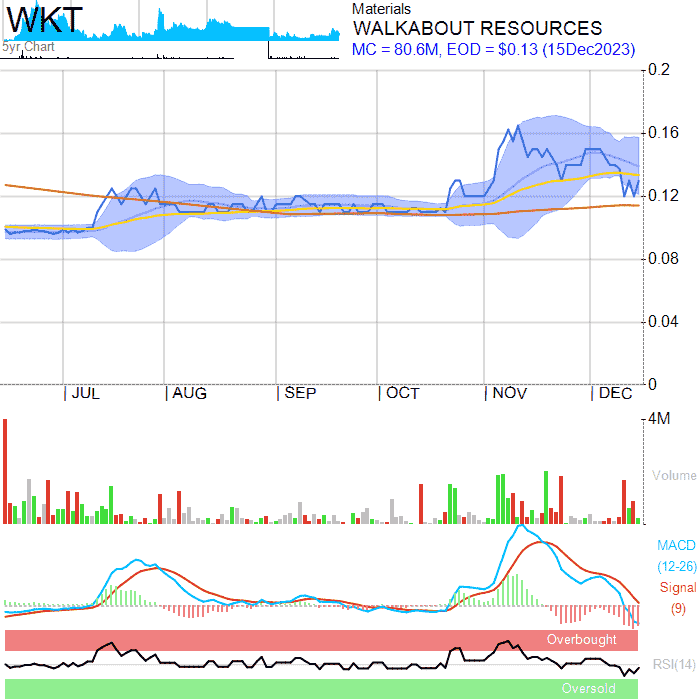 WKT
5yr Chart
Materials
WALKABOUT RESOURCES
MC = 80.6M, EOD = $0.13 (15Dec2023)
0.2
0.16
0.12
0.08
0.04
0
JUL AUG SEP OCT NOV DEC
4M
Volume
MACD
(12-26)
Signal
(9)
Overbought
RSI(14)
Oversold